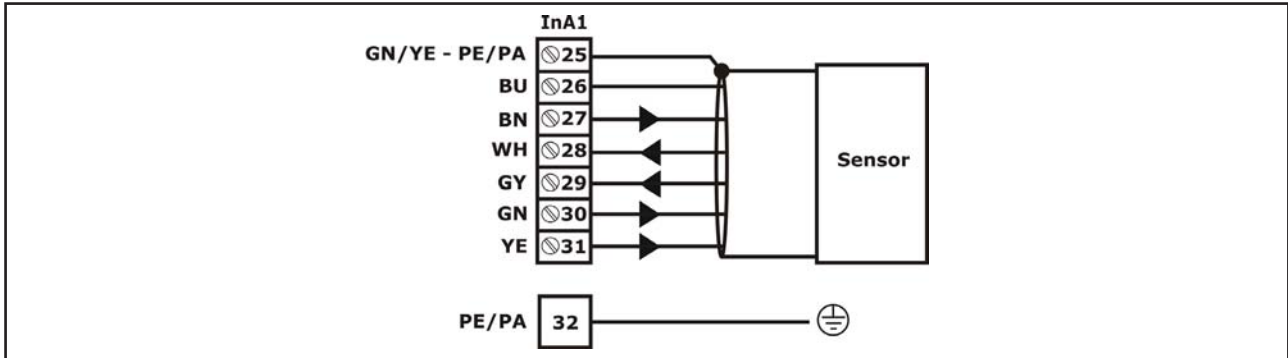 InA1
GN/YE - PE/PA 25
BU 26
BN 27
WH 28
GY 29
GN 30
YE 31
Sensor
PE/PA 32